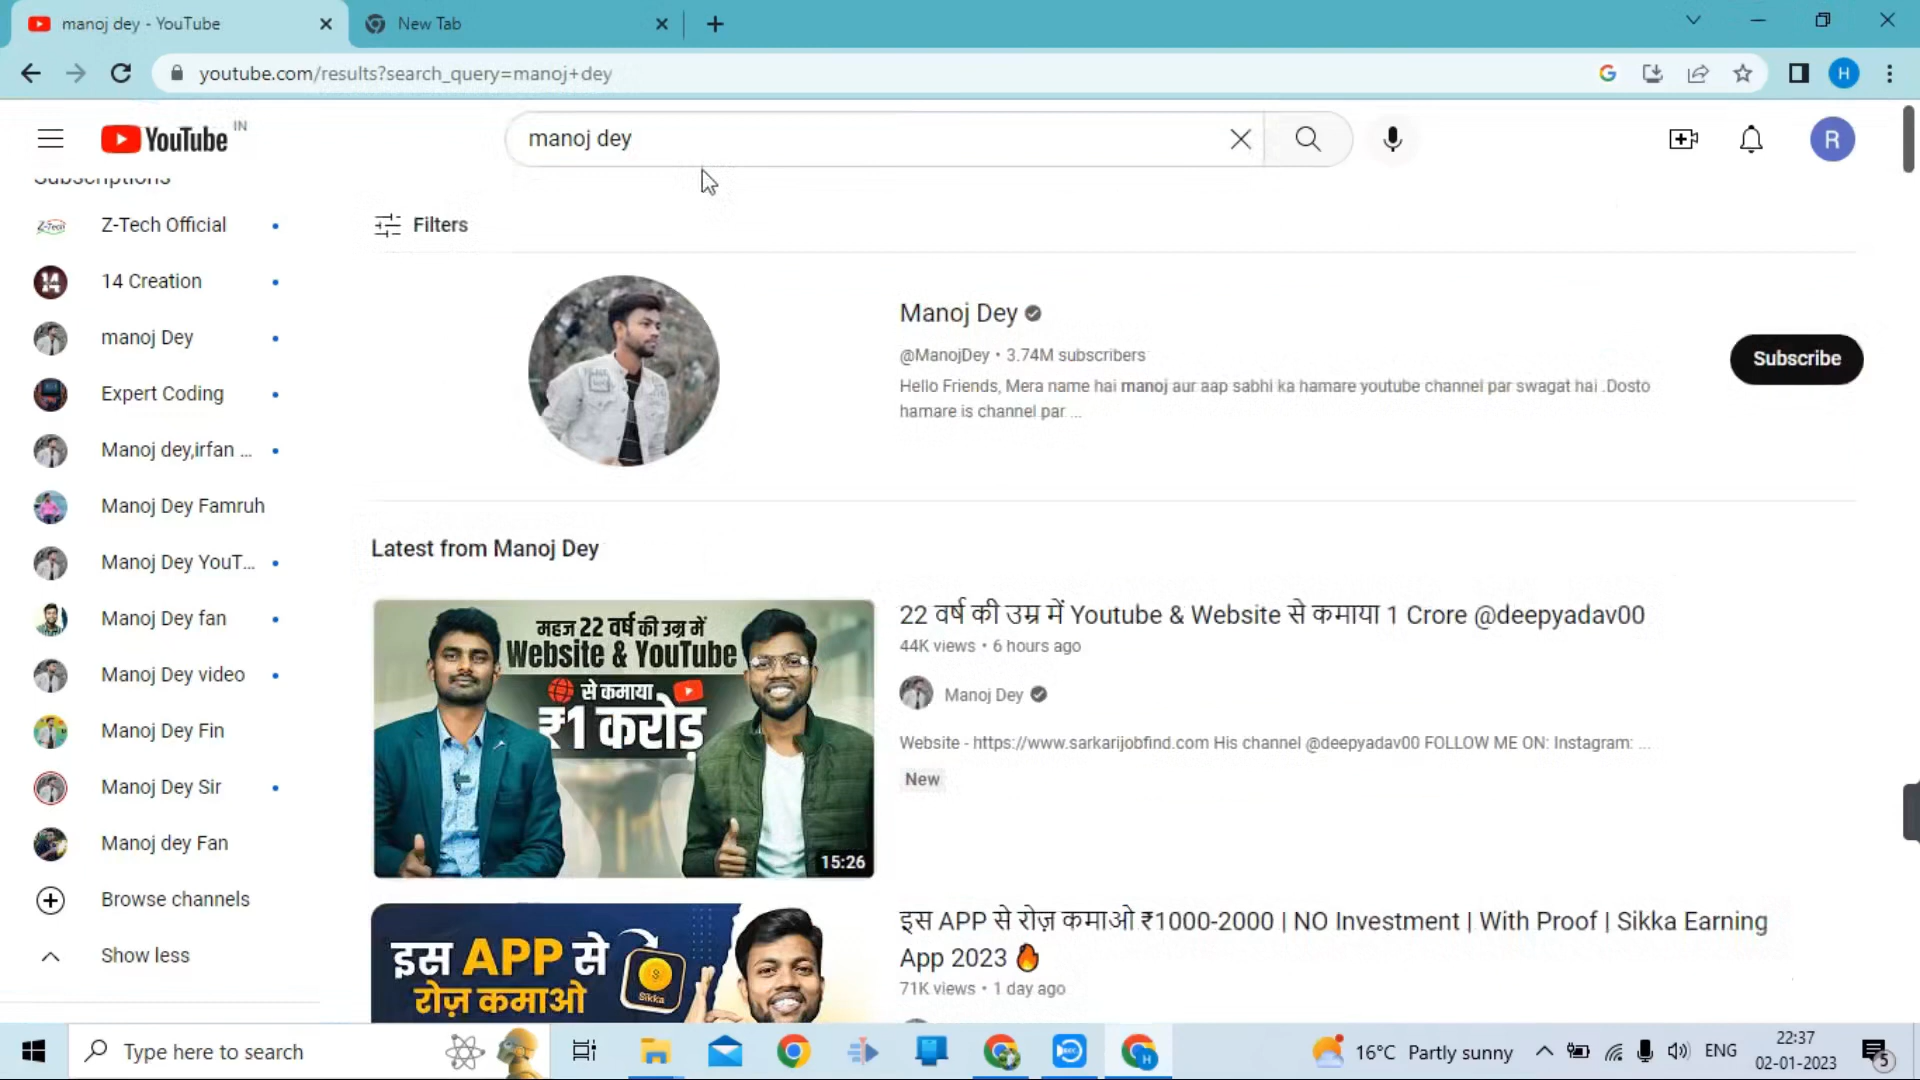 manoj dey - YouTube
New Tab
youtube.com/results?search_query=manoj+dey
H
YouTube IN
manoj dey
R
Subscriptions
Z-Tech Official
14 Creation
manoj Dey
Expert Coding
Manoj dey,irfan ...
Manoj Dey Famruh
Manoj Dey YouT...
Manoj Dey fan
Manoj Dey video
Manoj Dey Fin
Manoj Dey Sir
Manoj dey Fan
Browse channels
Show less
Filters
Manoj Dey
@ManojDey • 3.74M subscribers
Hello Friends, Mera name hai manoj aur aap sabhi ka hamare youtube channel par swagat hai .Dosto
hamare is channel par ...
Subscribe
Latest from Manoj Dey
महज 22 वर्ष की उम्र में
Website & YouTube
से कमाया
₹1 करोड़
15:26
22 वर्ष की उम्र में Youtube & Website से कमाया 1 Crore @deepyadav00
44K views • 6 hours ago
Manoj Dey
Website - https://www.sarkarijobfind.com His channel @deepyadav00 FOLLOW ME ON: Instagram: ...
New
इस APP से
रोज़ कमाओ
Sikka
इस APP से रोज़ कमाओ ₹1000-2000 | NO Investment | With Proof | Sikka Earning
App 2023 🔥
71K views • 1 day ago
Type here to search
H
16°C Partly sunny
ENG
22:37
02-01-2023
5